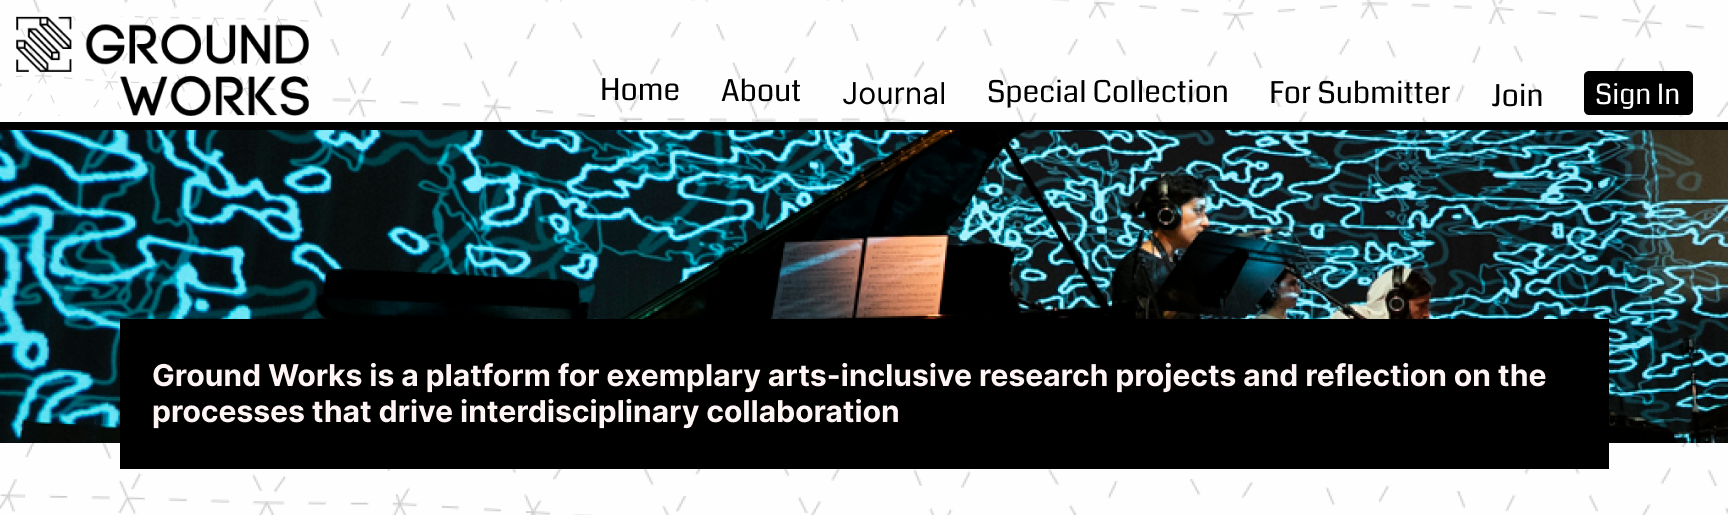 GROUND
WORKS
Home About Journal Special Collection For Submitter Join Sign In
Ground Works is a platform for exemplary arts-inclusive research projects and reflection on the
processes that drive interdisciplinary collaboration